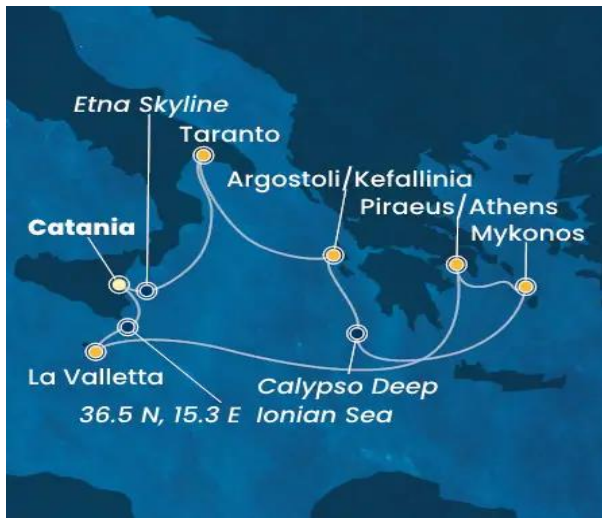 Etna Skyline
Taranto
Argostoli/Kefallinia
Piraeus/Athens
Mykonos
Catania
La Valletta
36.5 N, 15.3 E
Calypso Deep
Ionian Sea